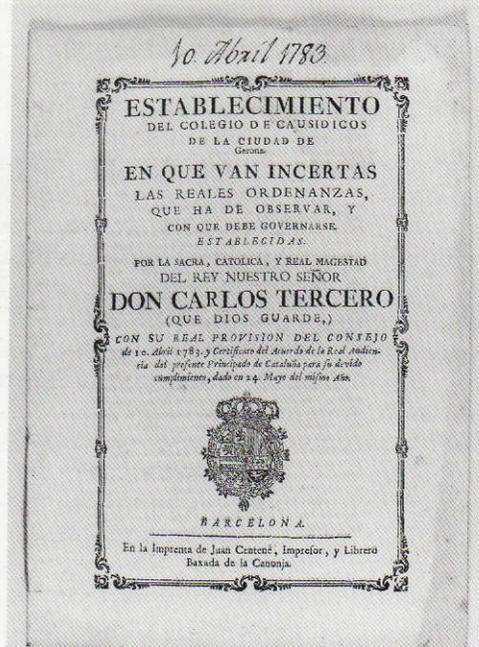 10. Abril 1783.
ESTABLECIMIENTO
DEL COLEGIO DE CAUSIDICOS
DE LA CIUDAD DE
Gerona.
EN QUE VAN INCERTAS
LAS REALES ORDENANZAS,
QUE HA DE OBSERVAR, Y
CON QUE DEBE GOVERNARSE.
ESTABLECIDAS.
POR LA SACRA, CATOLICA, Y REAL MAGESTAD
DEL REY NUESTRO SEÑOR
DON CARLOS TERCERO
(QUE DIOS GUARDE,)
CON SU REAL PROVISION DEL CONSEJO
de 10. Abril 1783. y Certificato del Acuerdo de la Real Audien-
cia del preſente Principado de Cataluña para ſu devido
cumplimiento, dado en 24. Mayo del miſmo Año.
BARCELONA.
En la Imprenta de Juan Centenè, Impreſor, y Librero
Baxada de la Canonja.